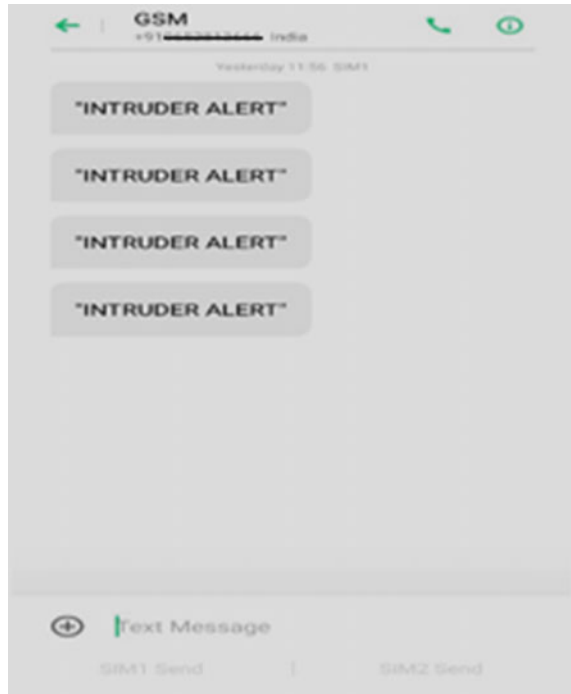 GSM
+91 India
Yesterday 11:56 SIM1
"INTRUDER ALERT"
"INTRUDER ALERT"
"INTRUDER ALERT"
"INTRUDER ALERT"
Text Message
SIM1 Send | SIM2 Send